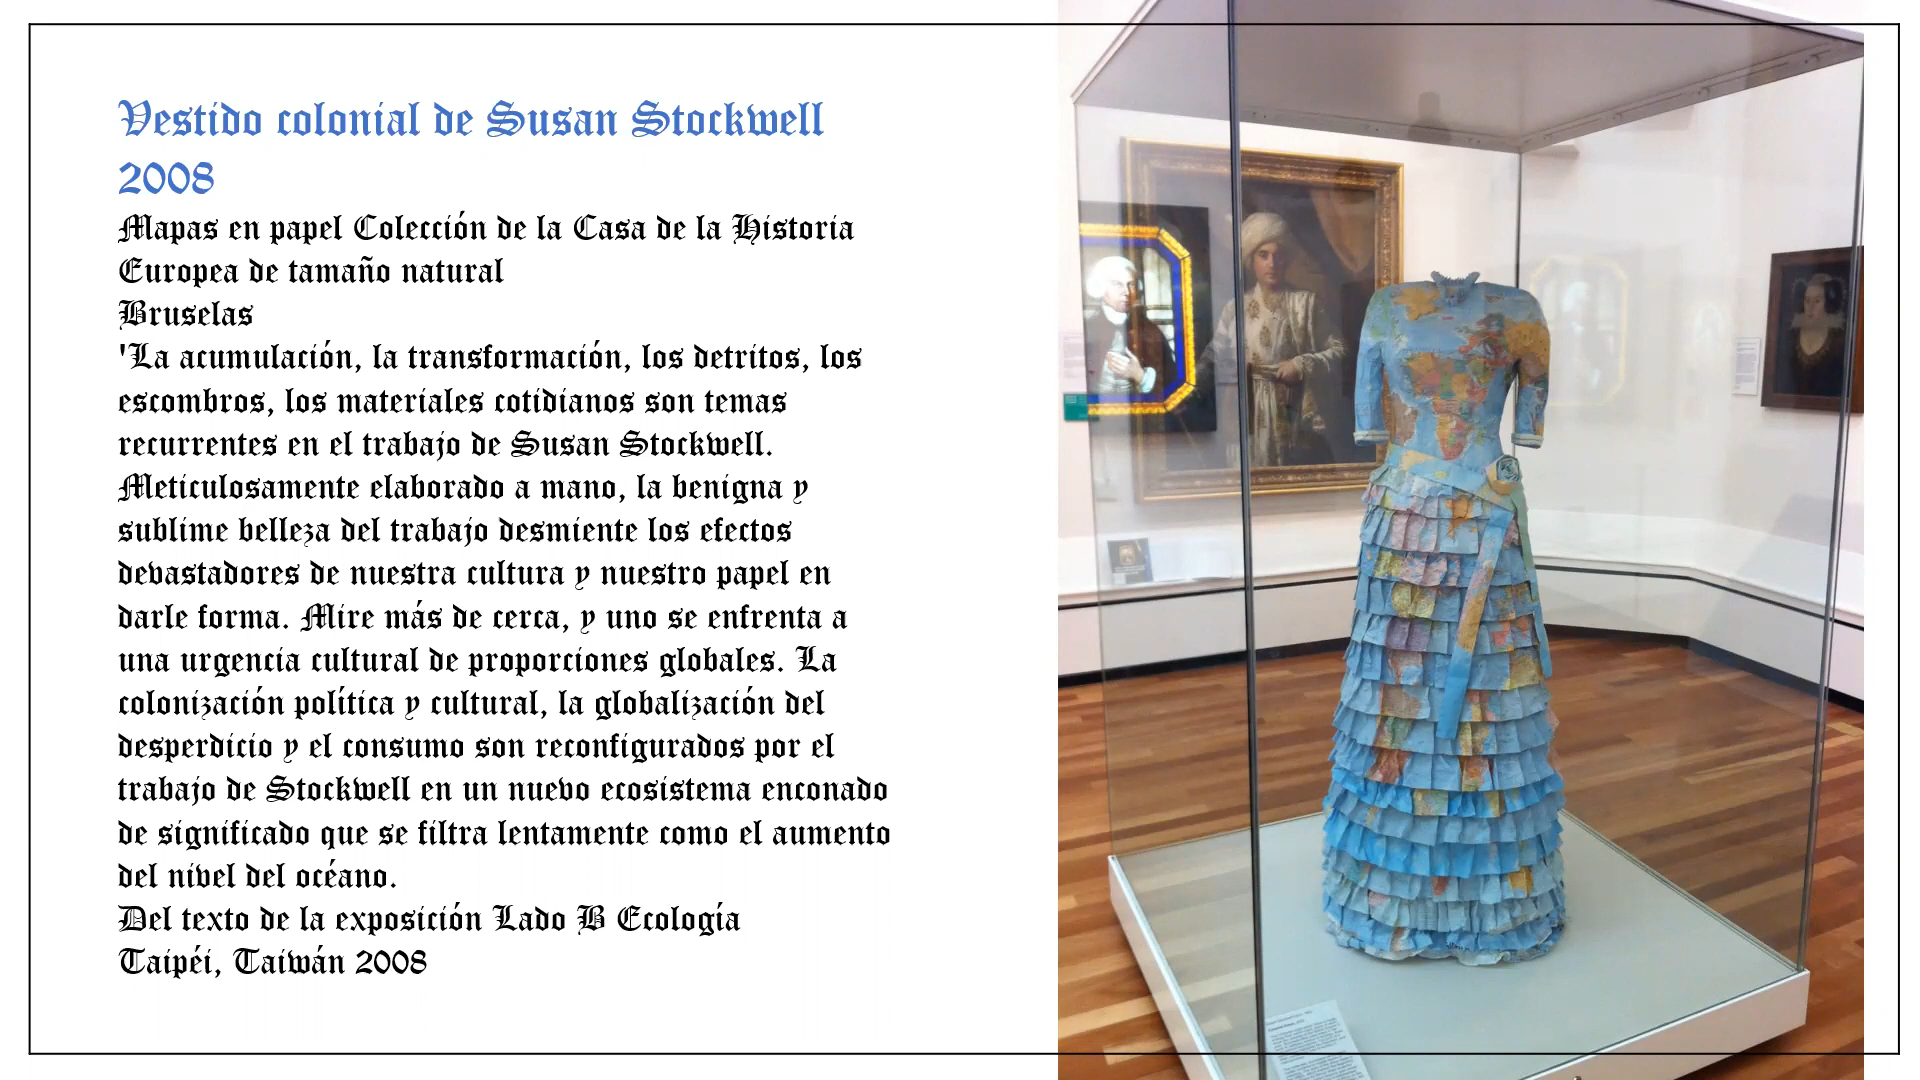 Vestido colonial de Susan Stockwell
2008
Mapas en papel Colección de la Casa de la Historia
Europea de tamaño natural
Bruselas
'La acumulación, la transformación, los detritos, los
escombros, los materiales cotidianos son temas
recurrentes en el trabajo de Susan Stockwell.
Meticulosamente elaborado a mano, la benigna y
sublime belleza del trabajo desmiente los efectos
devastadores de nuestra cultura y nuestro papel en
darle forma. Mire más de cerca, y uno se enfrenta a
una urgencia cultural de proporciones globales. La
colonización política y cultural, la globalización del
desperdicio y el consumo son reconfigurados por el
trabajo de Stockwell en un nuevo ecosistema enconado
de significado que se filtra lentamente como el aumento
del nivel del océano.
Del texto de la exposición Lado B Ecología
Taipéi, Taiwán 2008